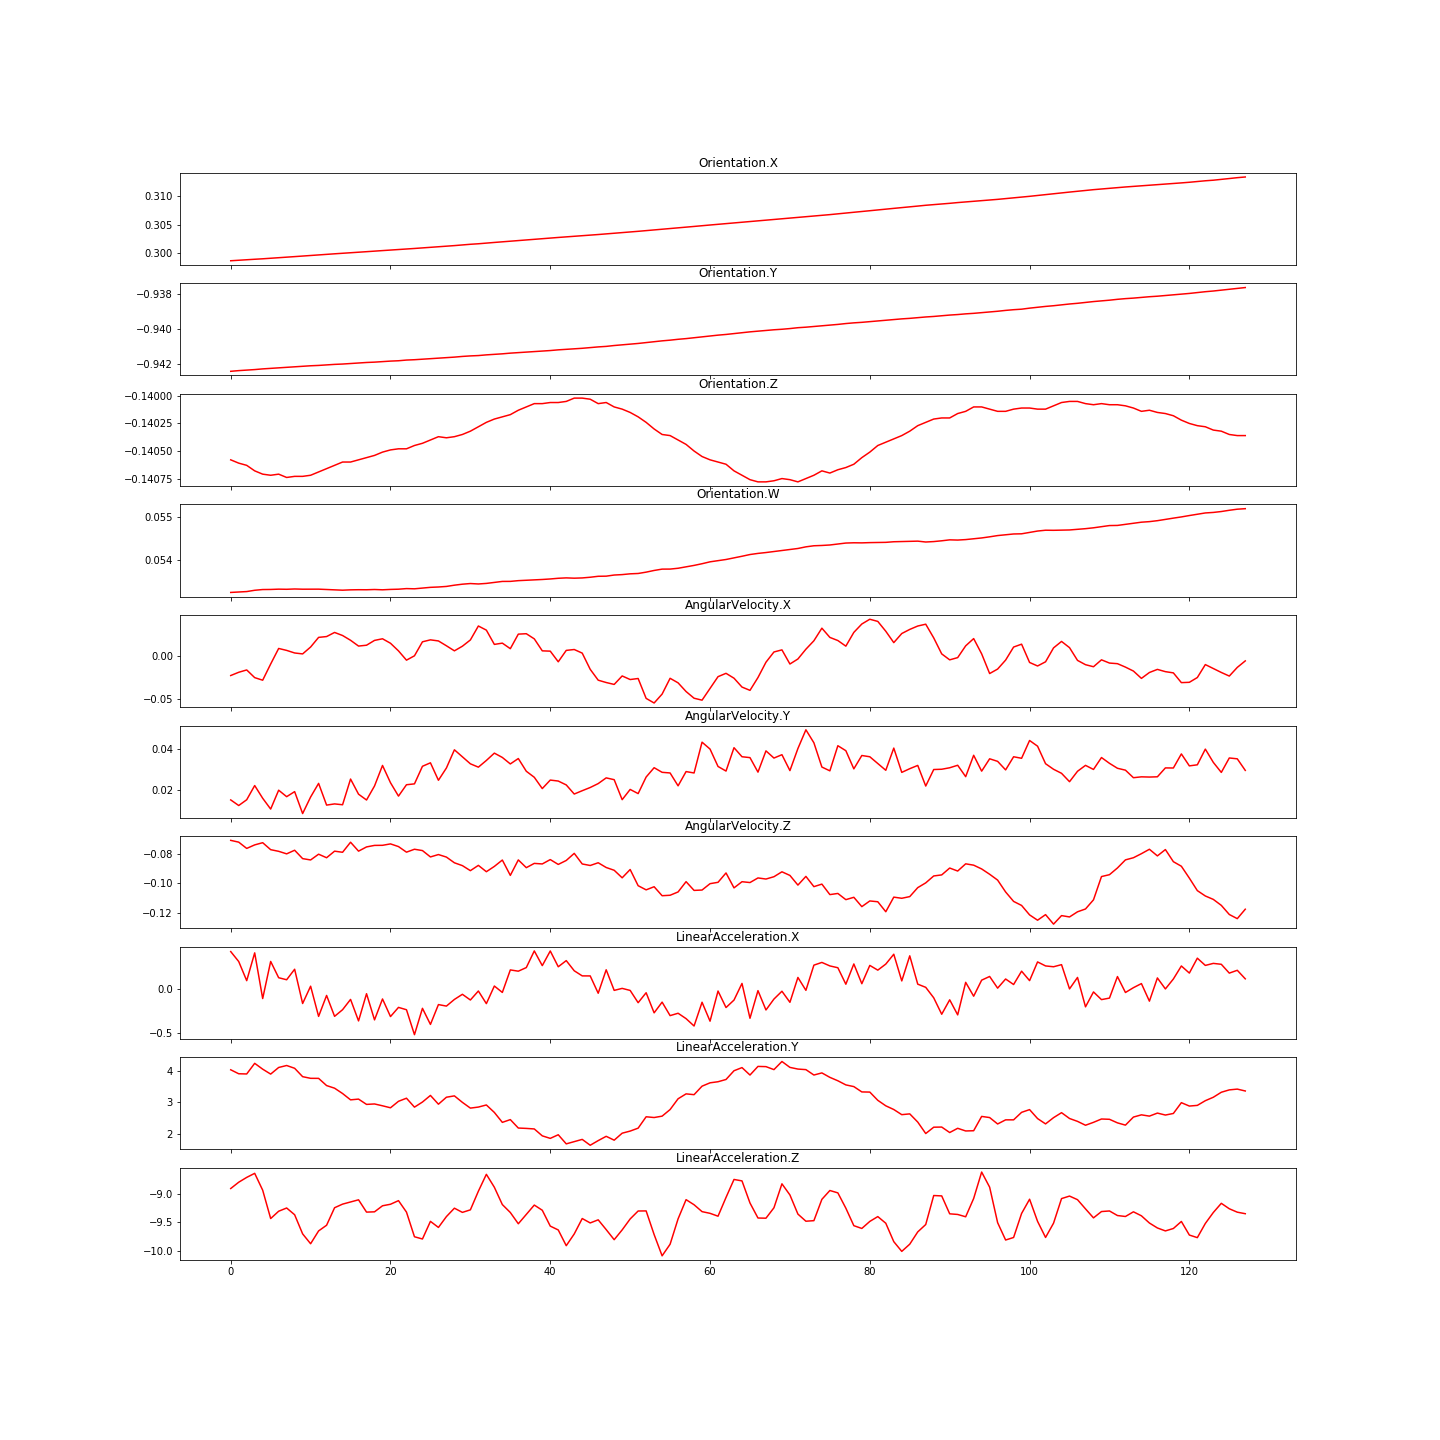 Orientation.X
0.310
0.305
0.300
Orientation.Y
−0.938
−0.940
−0.942
Orientation.Z
−0.14000
−0.14025
−0.14050
−0.14075
Orientation.W
0.055
0.054
AngularVelocity.X
0.00
−0.05
AngularVelocity.Y
0.04
0.02
AngularVelocity.Z
−0.08
−0.10
−0.12
LinearAcceleration.X
0.0
−0.5
LinearAcceleration.Y
4
3
2
LinearAcceleration.Z
−9.0
−9.5
−10.0
0 20 40 60 80 100 120